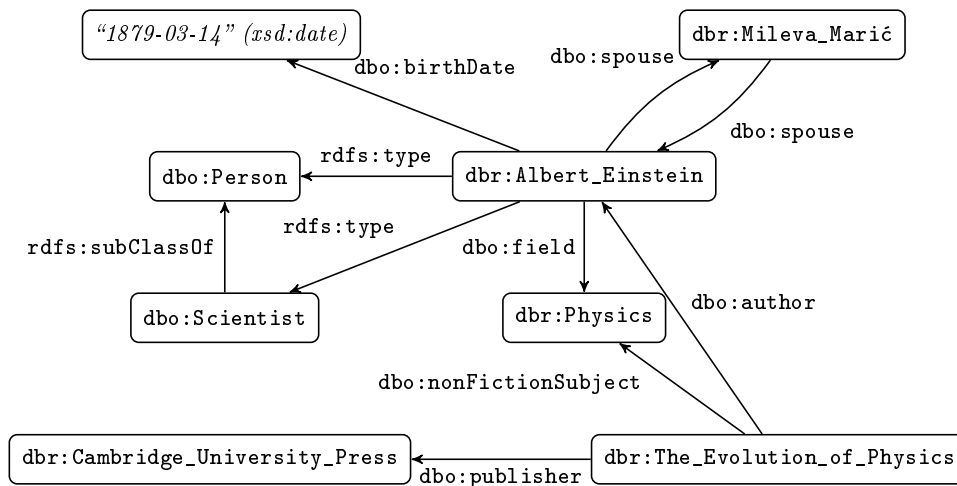 “1879-03-14” (xsd:date)
dbr:Mileva_Marić
dbo:spouse
dbo:birthDate
dbo:spouse
rdfs:type
dbo:Person
dbr:Albert_Einstein
rdfs:type
rdfs:subClassOf
dbo:field
dbo:author
dbo:Scientist
dbr:Physics
dbo:nonFictionSubject
dbr:Cambridge_University_Press
dbr:The_Evolution_of_Physics
dbo:publisher